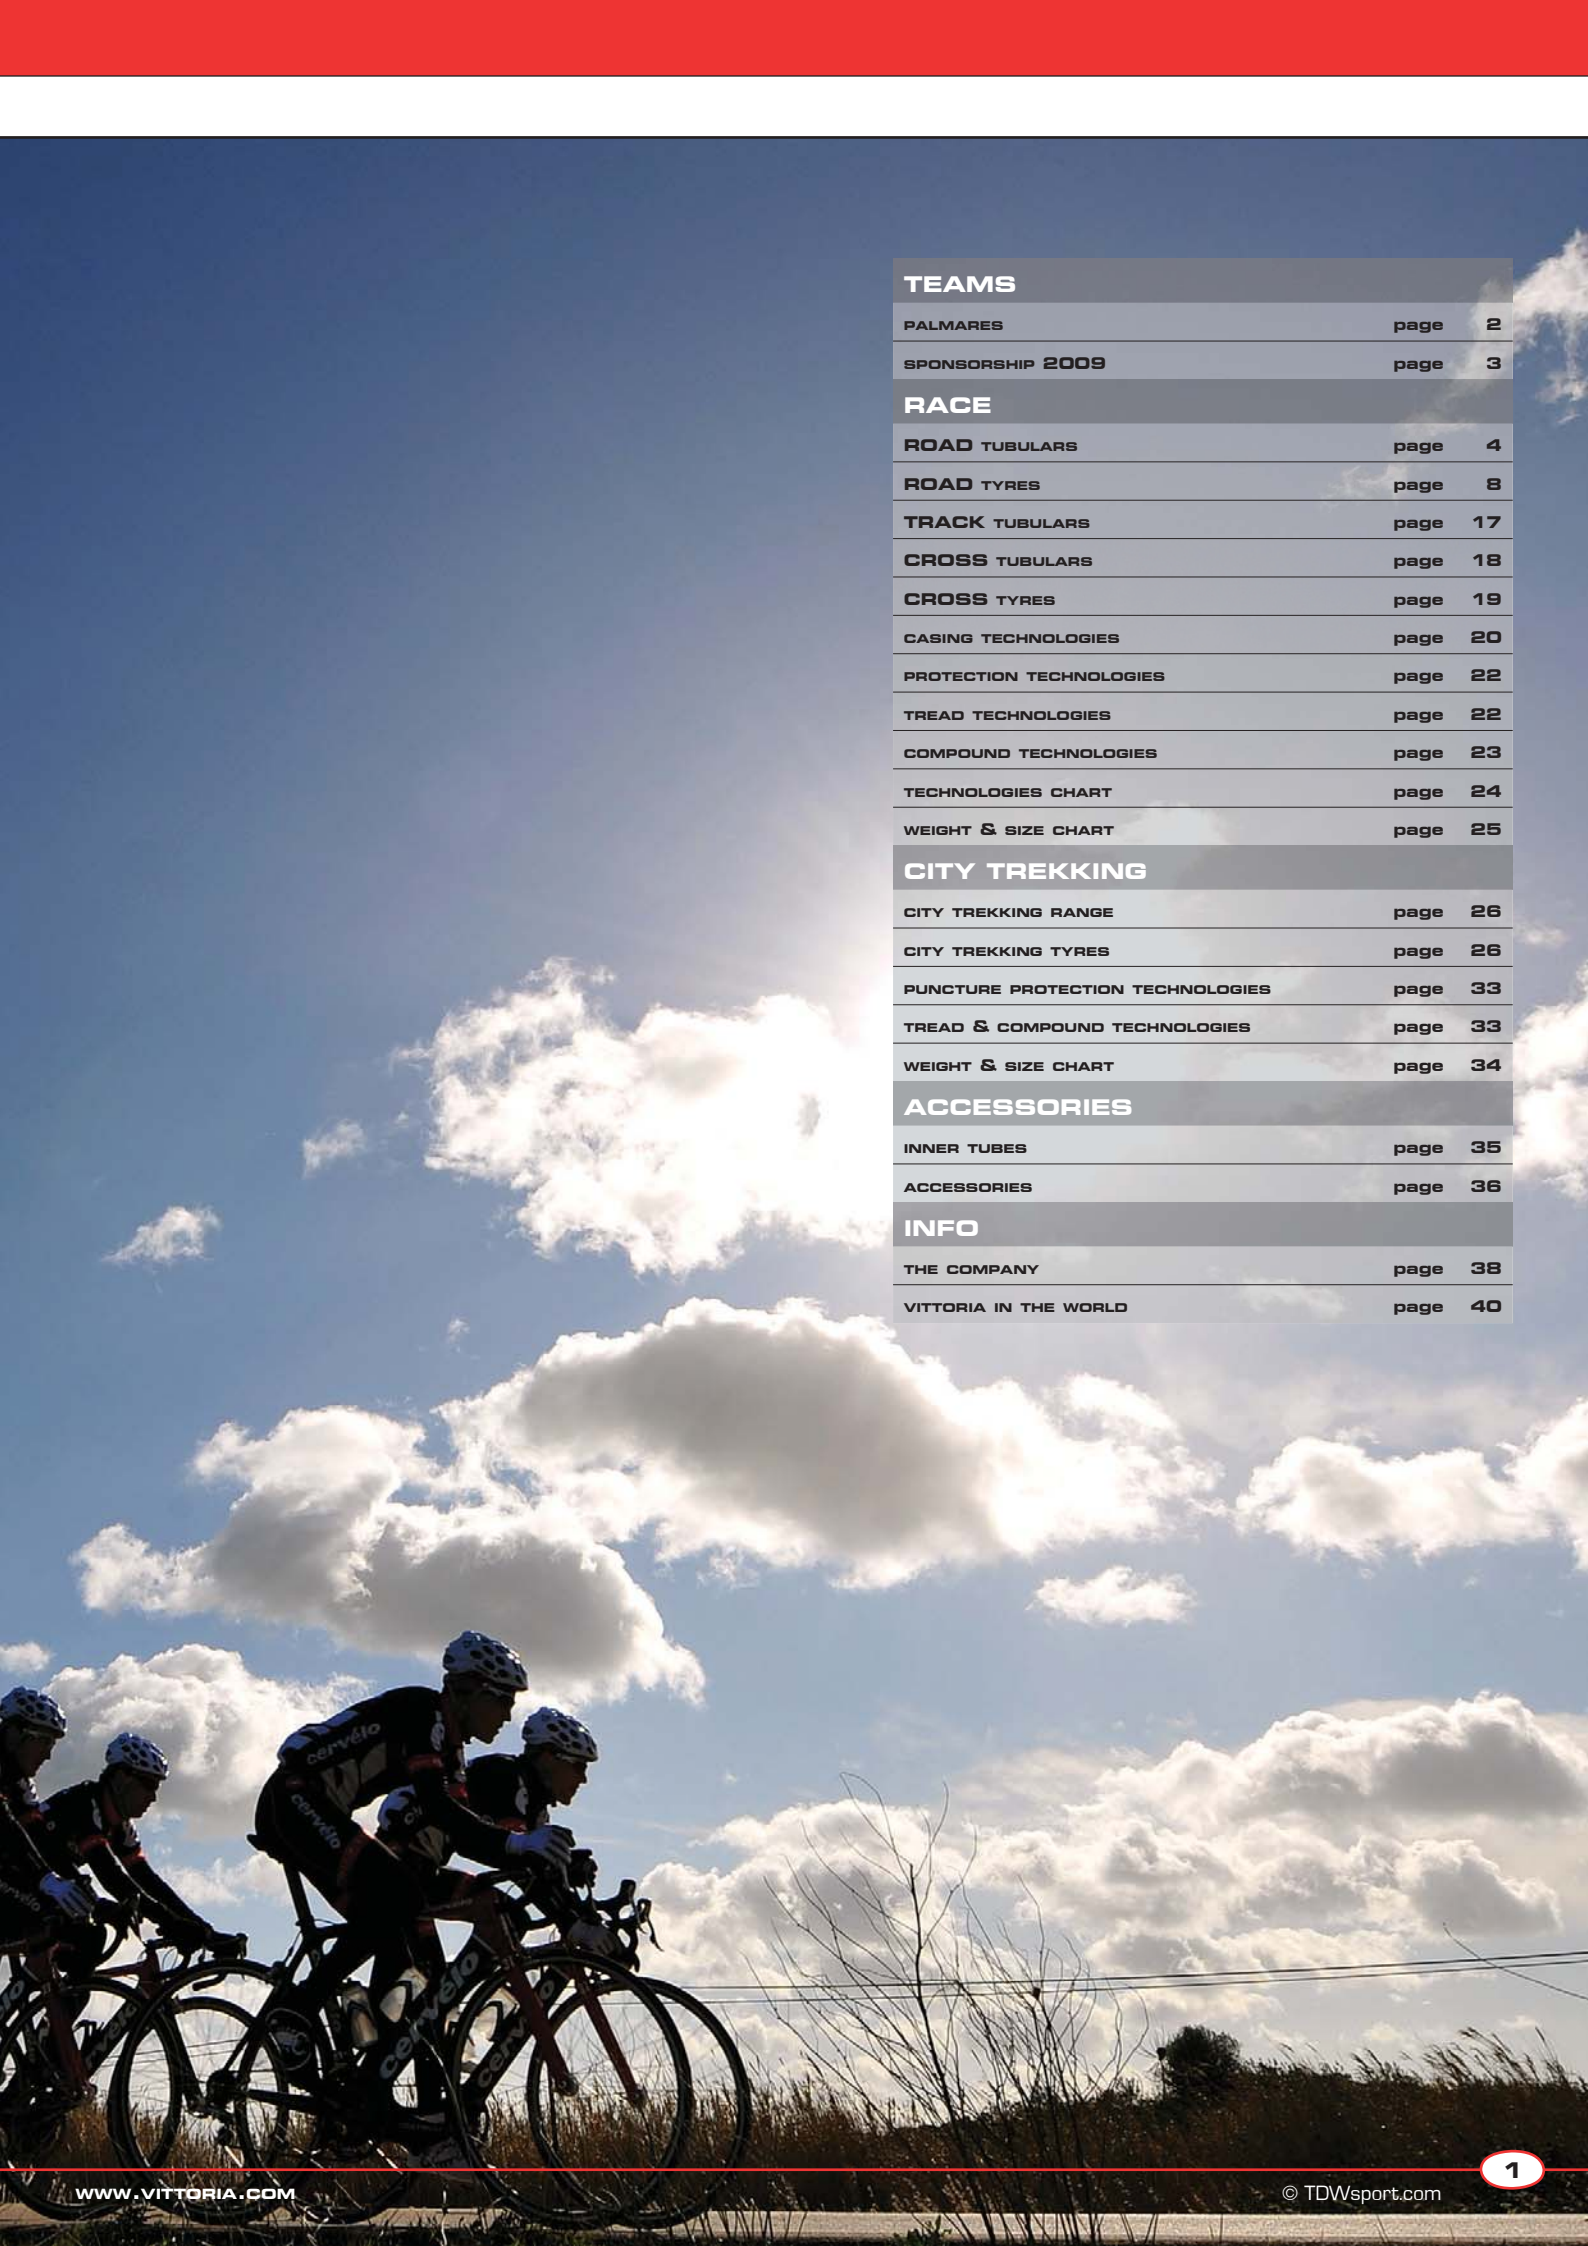 TEAMS
PALMARES page 2
SPONSORSHIP 2009 page 3
RACE
ROAD TUBULARS page 4
ROAD TYRES page 8
TRACK TUBULARS page 17
CROSS TUBULARS page 18
CROSS TYRES page 19
CASING TECHNOLOGIES page 20
PROTECTION TECHNOLOGIES page 22
TREAD TECHNOLOGIES page 22
COMPOUND TECHNOLOGIES page 23
TECHNOLOGIES CHART page 24
WEIGHT & SIZE CHART page 25
CITY TREKKING
CITY TREKKING RANGE page 26
CITY TREKKING TYRES page 26
PUNCTURE PROTECTION TECHNOLOGIES page 33
TREAD & COMPOUND TECHNOLOGIES page 33
WEIGHT & SIZE CHART page 34
ACCESSORIES
INNER TUBES page 35
ACCESSORIES page 36
INFO
THE COMPANY page 38
VITTORIA IN THE WORLD page 40
cervélo
cervélo
cervélo
cervélo
WWW.VITTORIA.COM
© TDWsport.com
1